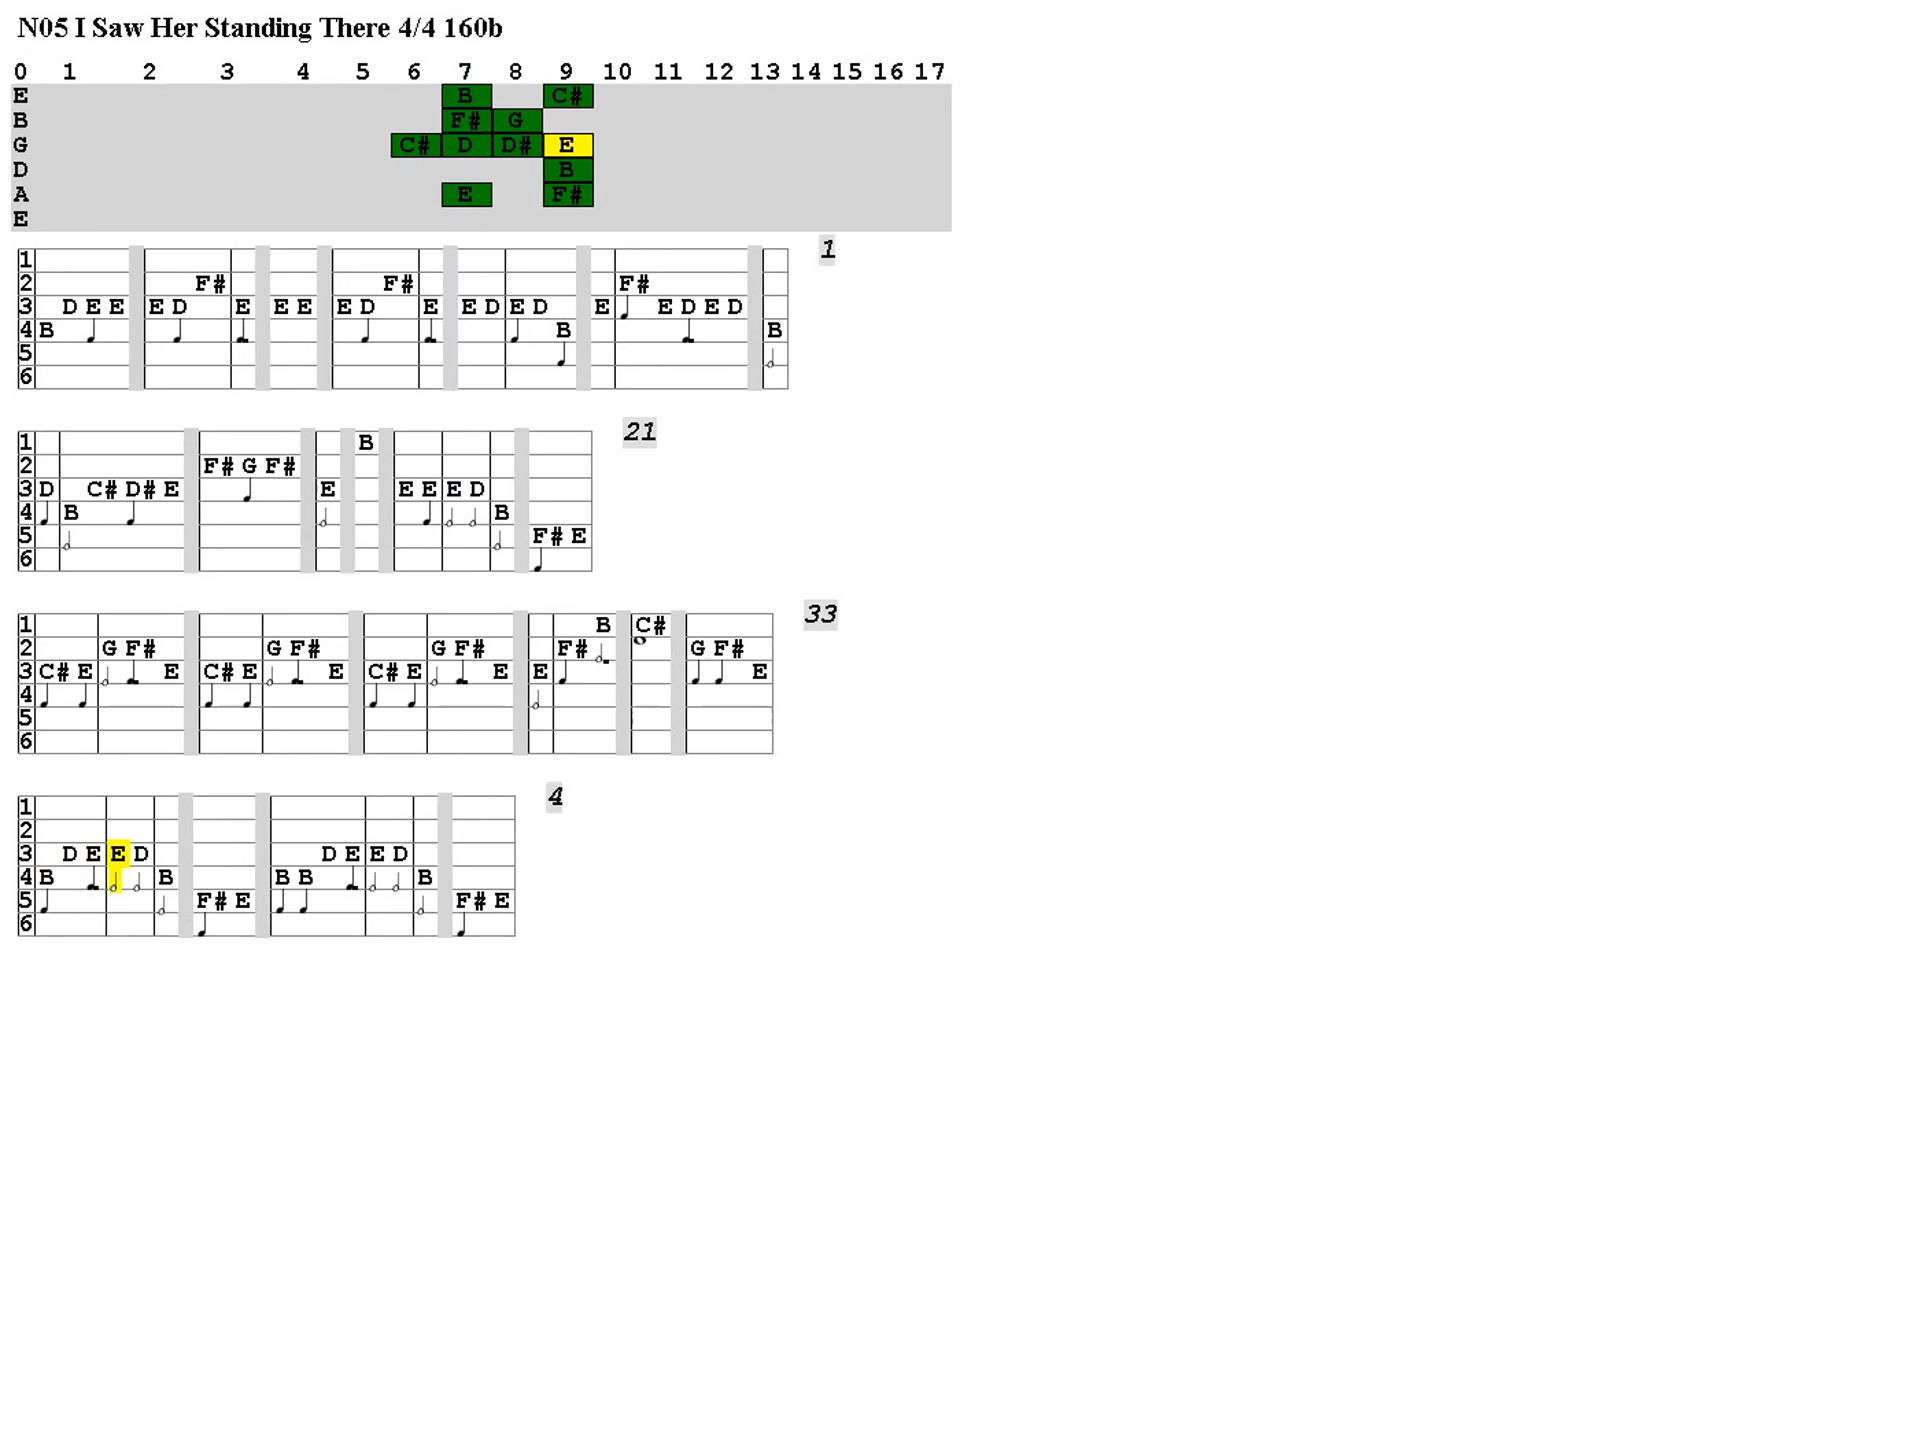 N05 I Saw Her Standing There 4/4 160b
0 1 2 3 4 5 6 7 8 9 10 11 12 13 14 15 16 17
E B C#
B F# G
G C# D D# E
D B
A E F#
E
1 1
2 F# F# F#
3 D E E E D E E E E D E E D E D E E D E D
4 B B B
5
6
1 B 21
2 F# G F#
3 D C# D# E E E E E D
4 B B
5 F# E
6
1 B C# 33
2 G F# G F# G F# F# G F#
3 C# E E C# E E C# E E E E
4
5
6
1 4
2
3 D E E D D E E D
4 B B B B B
5 F# E F# E
6